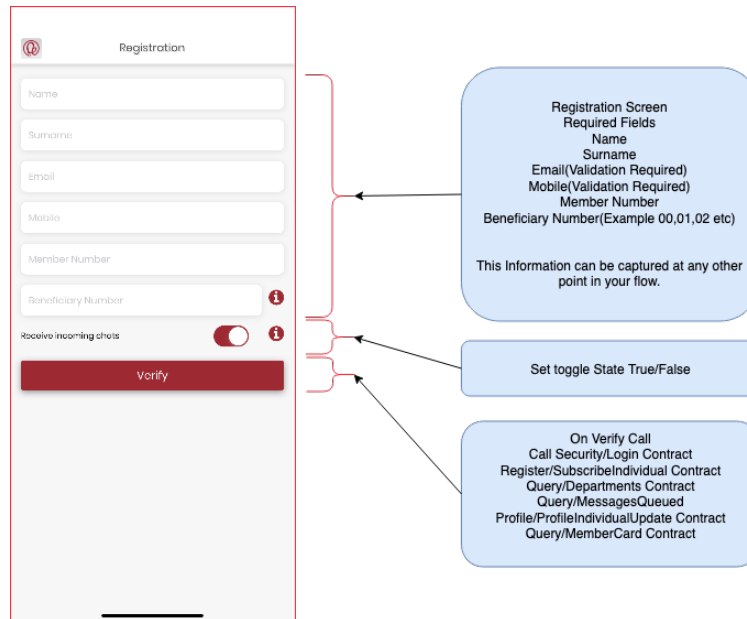 Registration
Name
Surname
Email
Mobile
Member Number
Beneficiary Number
Receive incoming chats
Verify
Registration Screen
Required Fields
Name
Surname
Email(Validation Required)
Mobile(Validation Required)
Member Number
Beneficiary Number(Example 00,01,02 etc)
This Information can be captured at any other
point in your flow.
Set toggle State True/False
On Verify Call
Call Security/Login Contract
Register/SubscribeIndividual Contract
Query/Departments Contract
Query/MessagesQueued
Profile/ProfileIndividualUpdate Contract
Query/MemberCard Contract